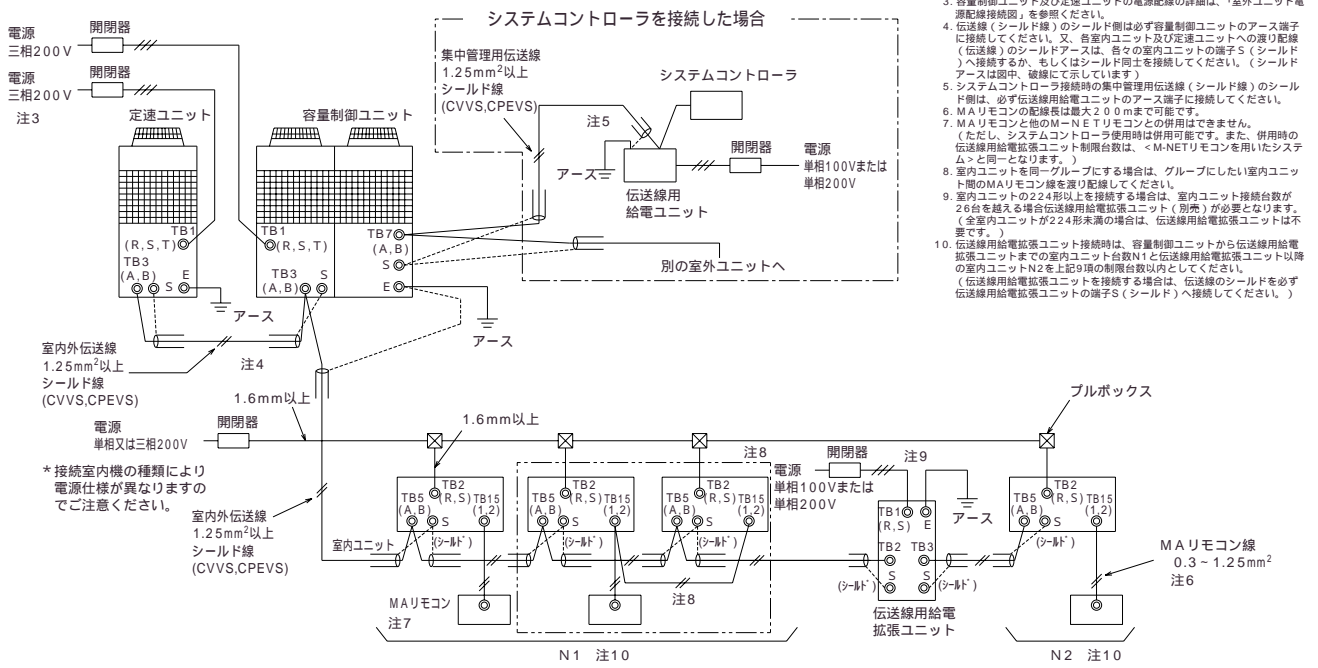 システムコントローラを接続した場合
電源
三相200V
開閉器
電源
三相200V
開閉器
注3
定速ユニット
容量制御ユニット
集中管理用伝送線
1.25mm²以上
シールド線
(CVVS,CPEVS)
システムコントローラ
注5
アース
伝送線用
給電ユニット
開閉器
電源
単相100Vまたは
単相200V
別の室外ユニットへ
TB1
(R,S,T)
TB3
(A,B)
S
E
アース
TB1
(R,S,T)
TB3
(A,B)
S
TB7
(A,B)
S
E
アース
室内外伝送線
1.25mm²以上
シールド線
(CVVS,CPEVS)
注4
3. 容量制御ユニット及び定速ユニットの電源配線の詳細は、「室外ユニット電
源配線接続図」を参照ください。
4. 伝送線(シールド線)のシールド側は必ず容量制御ユニットのアース端子
に接続してください。又、各室内ユニット及び定速ユニットへの渡り配線
(伝送線)のシールドアースは、各々の室内ユニットの端子S(シールド
)へ接続するか、もしくはシールド同士を接続してください。(シールド
アースは図中、破線にて示しています)
5. システムコントローラ接続時の集中管理用伝送線(シールド線)のシール
ド側は、必ず伝送線用給電ユニットのアース端子に接続してください。
6. MAリモコンの配線長は最大200mまで可能です。
7. MAリモコンと他のM-NETリモコンとの併用はできません。
(ただし、システムコントローラ使用時は併用可能です。また、併用時の
伝送線用給電拡張ユニット制限台数は、<M-NETリモコンを用いたシステ
ム>と同一となります。)
8. 室内ユニットを同一グループにする場合は、グループにしたい室内ユニッ
ト間のMAリモコン線を渡り配線してください。
9. 室内ユニットの224形以上を接続する場合は、室内ユニット接続台数が
26台を越える場合伝送線用給電拡張ユニット(別売)が必要となります。
(全室内ユニットが224形未満の場合は、伝送線用給電拡張ユニットは不
要です。)
10. 伝送線用給電拡張ユニット接続時は、容量制御ユニットから伝送線用給電
拡張ユニットまでの室内ユニット台数N1と伝送線用給電拡張ユニット以降
の室内ユニットN2を上記9項の制限台数以内としてください。
(伝送線用給電拡張ユニットを接続する場合は、伝送線のシールドを必ず
伝送線用給電拡張ユニットの端子S(シールド)へ接続してください。)
1.6mm以上
電源
単相又は三相200V
開閉器
1.6mm以上
プルボックス
*接続室内機の種類により
電源仕様が異なりますの
でご注意ください。
室内外伝送線
1.25mm²以上
シールド線
(CVVS,CPEVS)
室内ユニット
TB2
(R,S)
TB5
(A,B)
S
TB15
(1,2)
(シールド)
TB2
(R,S)
TB5
(A,B)
S
TB15
(1,2)
(シールド)
TB2
(R,S)
TB5
(A,B)
S
TB15
(1,2)
(シールド)
注8
注8
電源
単相100Vまたは
単相200V
開閉器
注9
アース
TB1
(R,S)
E
TB2
TB3
S
S
(シールド)
(シールド)
伝送線用給電
拡張ユニット
TB2
(R,S)
TB5
(A,B)
S
TB15
(1,2)
(シールド)
MAリモコン線
0.3~1.25mm²
注6
MAリモコン
注7
N1 注10
N2 注10